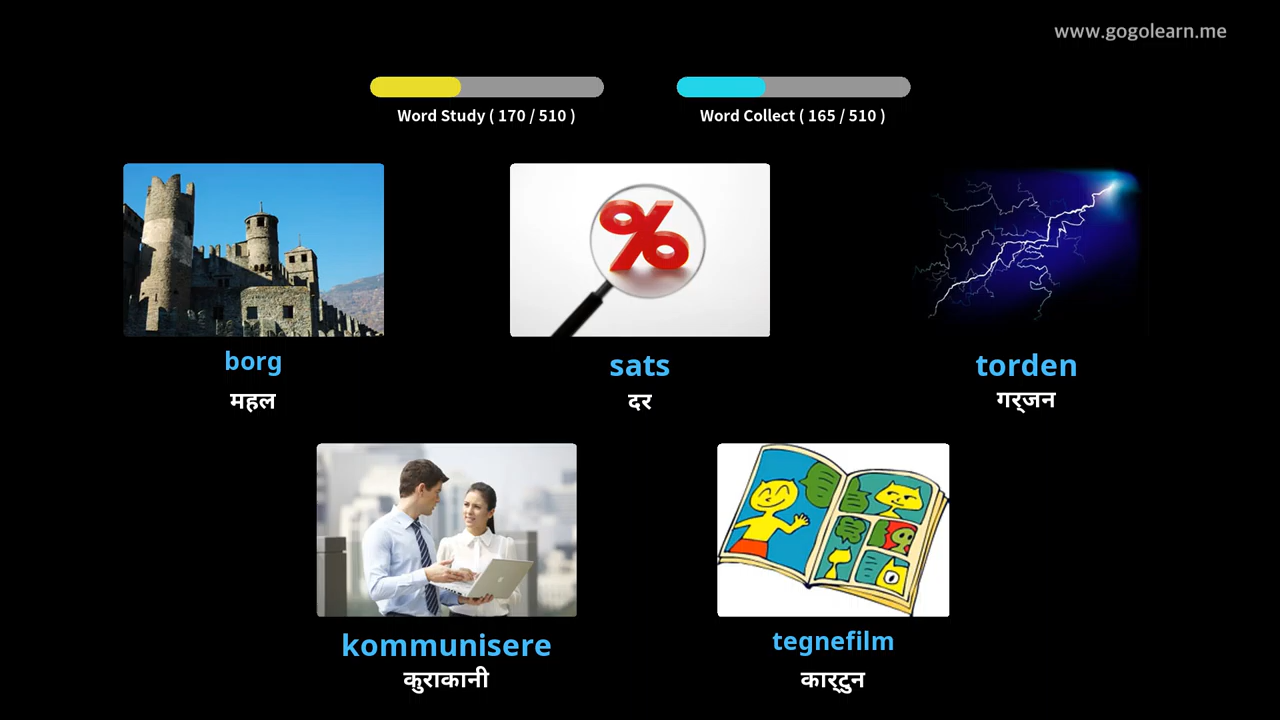 www.gogolearn.me
Word Study ( 170 / 510 )
Word Collect ( 165 / 510 )
%
borg
sats
torden
महल
दर
गर्‌जन
kommunisere
tegnefilm
कुराकानी
कार्‌टुन